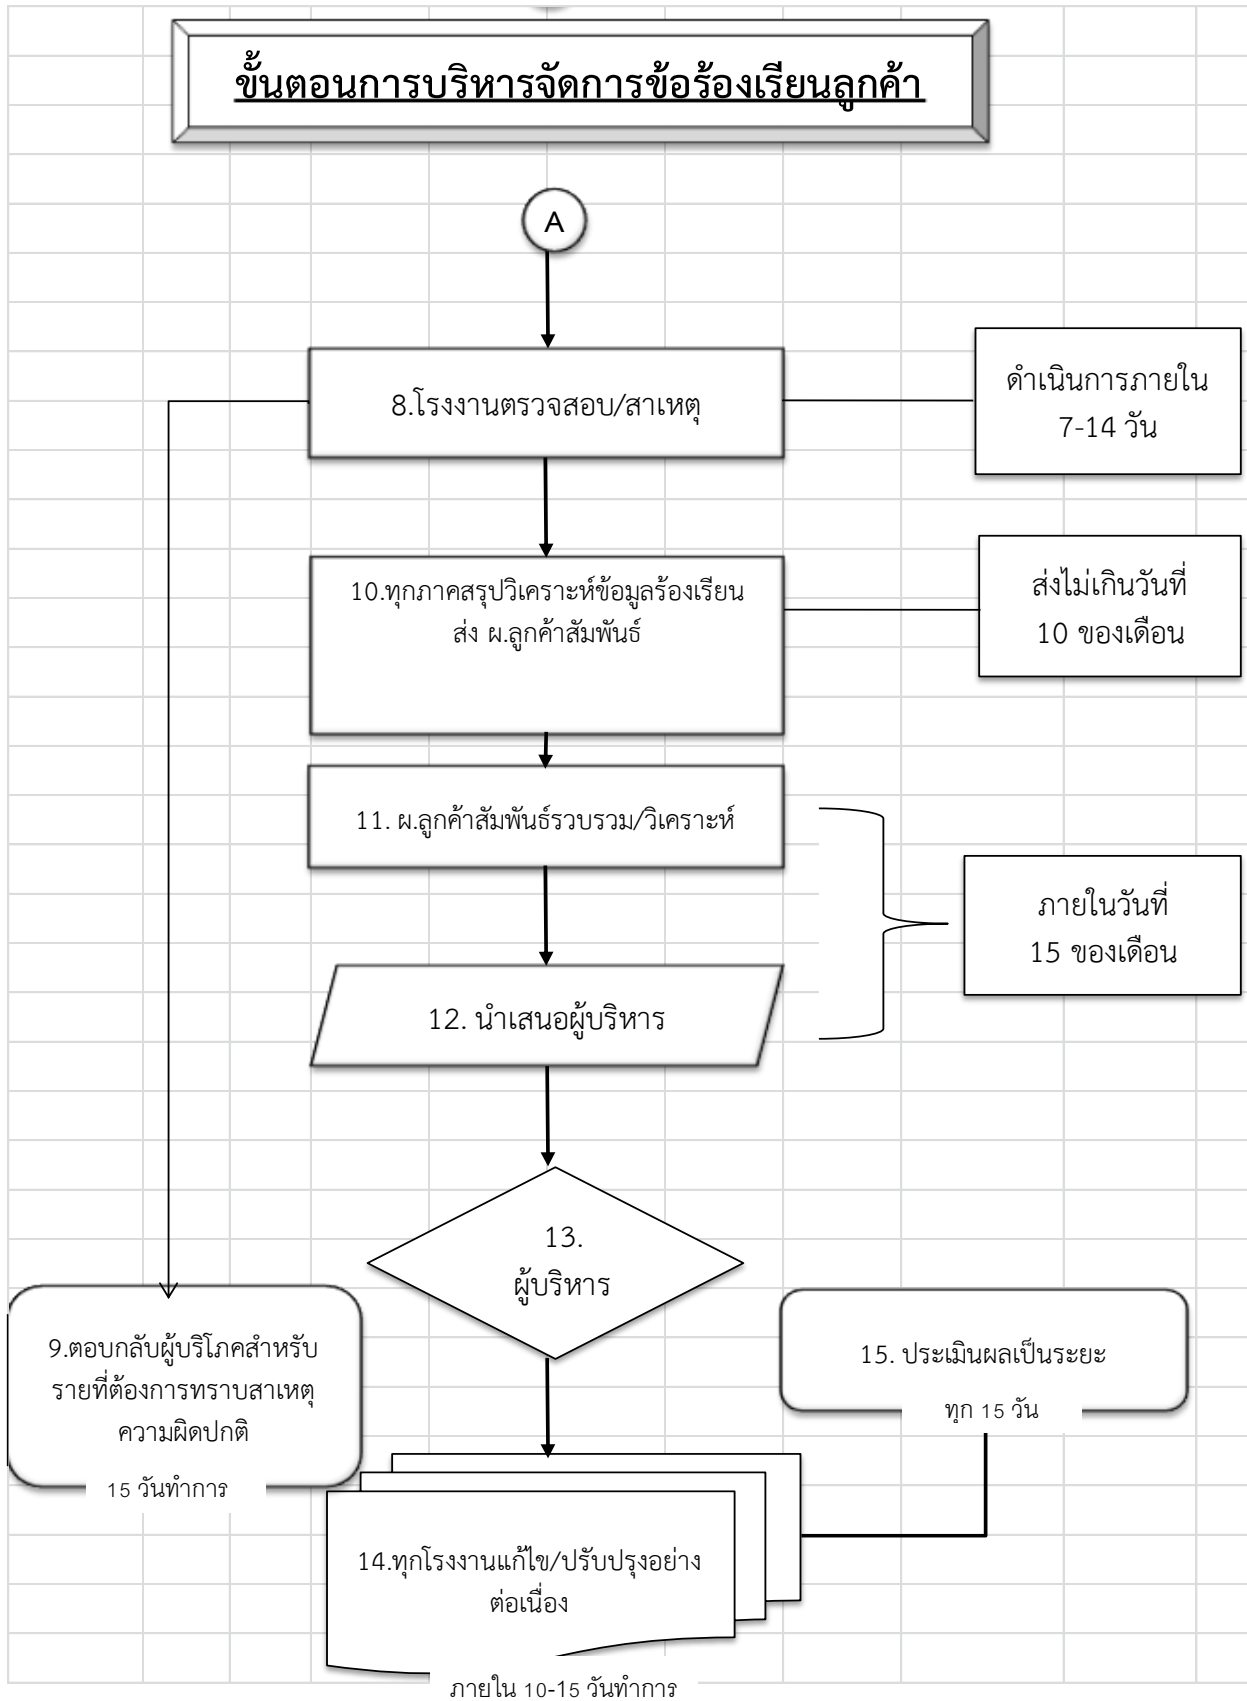 ขั้นตอนการบริหารจัดการข้อร้องเรียนลูกค้า
A
8.โรงงานตรวจสอบ/สาเหตุ
ดำเนินการภายใน
7-14 วัน
10.ทุกภาคสรุปวิเคราะห์ข้อมูลร้องเรียน
ส่ง ผ.ลูกค้าสัมพันธ์
ส่งไม่เกินวันที่
10 ของเดือน
11. ผ.ลูกค้าสัมพันธ์รวบรวม/วิเคราะห์
ภายในวันที่
15 ของเดือน
12. นำเสนอผู้บริหาร
13.
ผู้บริหาร
9.ตอบกลับผู้บริโภคสำหรับ
รายที่ต้องการทราบสาเหตุ
ความผิดปกติ
15 วันทำการ
15. ประเมินผลเป็นระยะ
ทุก 15 วัน
14.ทุกโรงงานแก้ไข/ปรับปรุงอย่าง
ต่อเนื่อง
ภายใน 10-15 วันทำการ